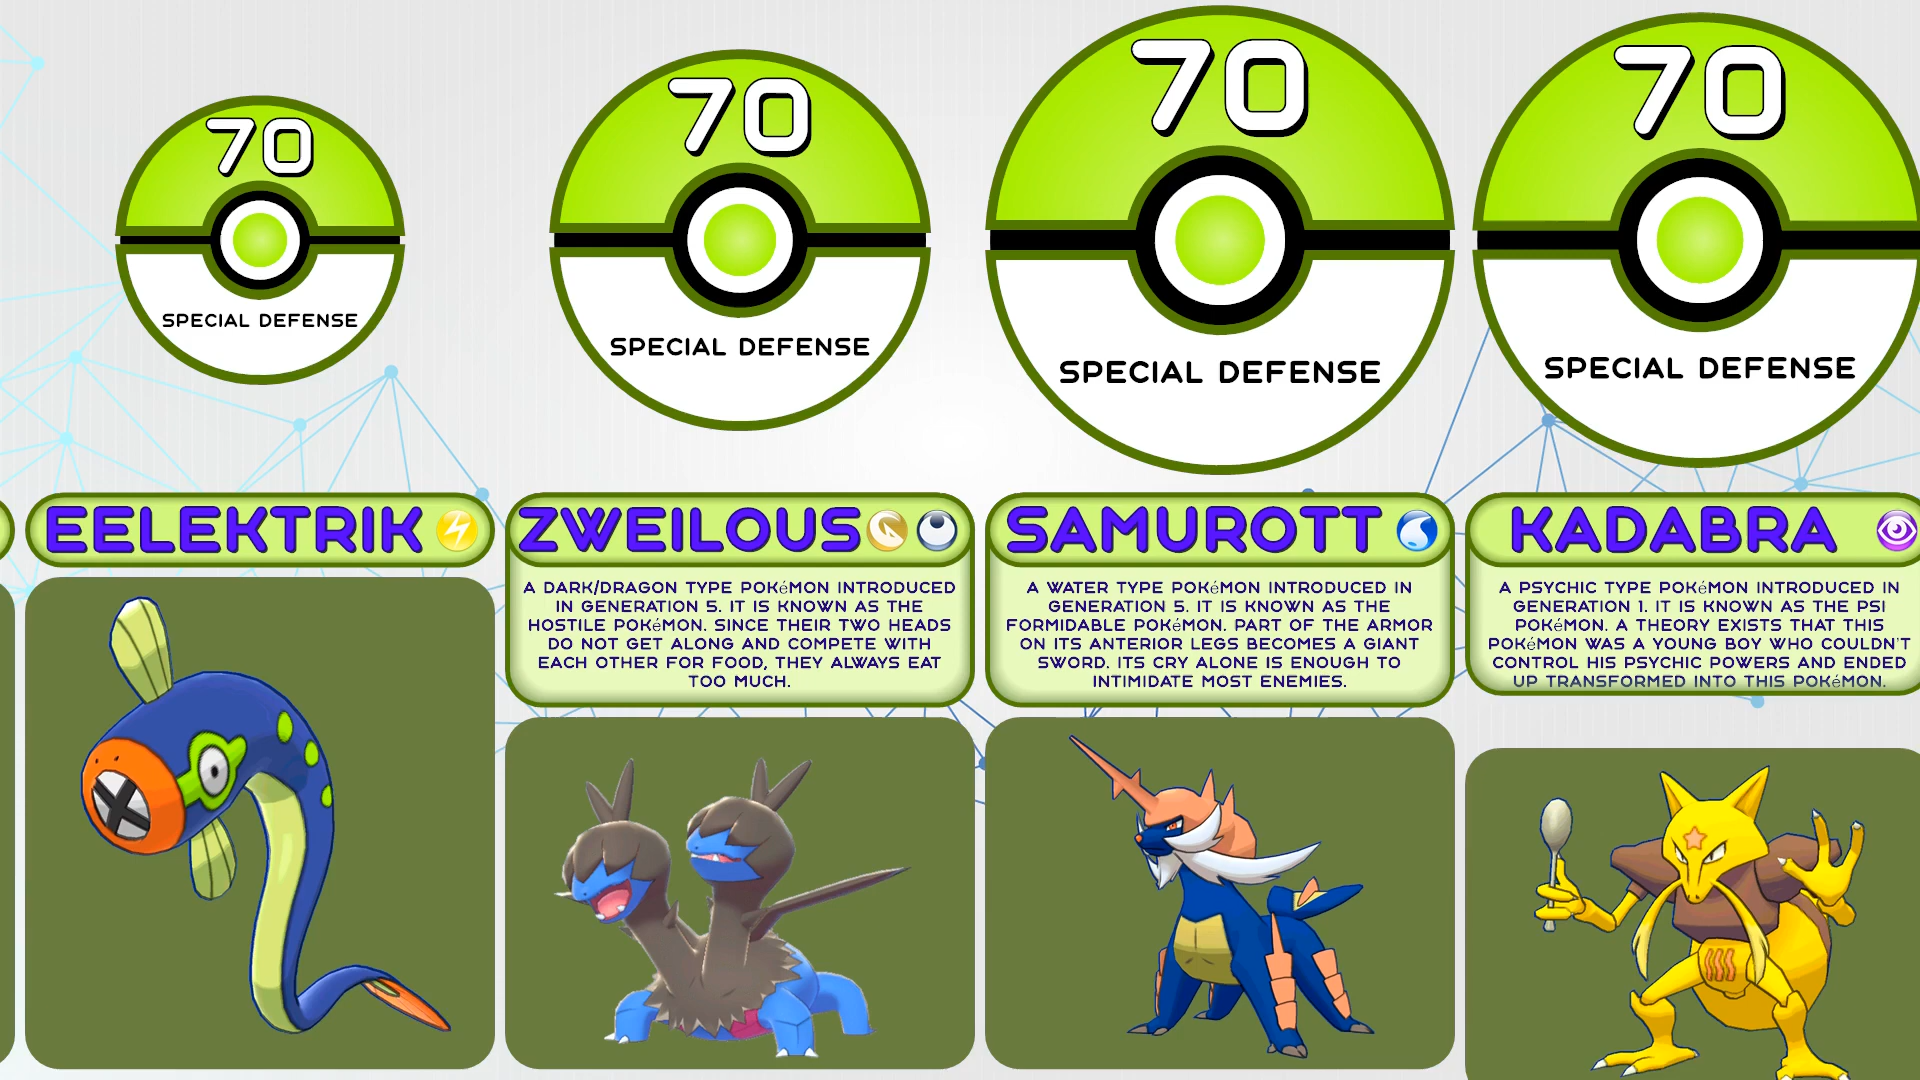 70
SPECIAL DEFENSE
EELEKTRIK
70
SPECIAL DEFENSE
ZWEILOUS
A DARK/DRAGON TYPE POKéMON INTRODUCED
IN GENERATION 5. IT IS KNOWN AS THE
HOSTILE POKéMON. SINCE THEIR TWO HEADS
DO NOT GET ALONG AND COMPETE WITH
EACH OTHER FOR FOOD, THEY ALWAYS EAT
TOO MUCH.
70
SPECIAL DEFENSE
SAMUROTT
A WATER TYPE POKéMON INTRODUCED IN
GENERATION 5. IT IS KNOWN AS THE
FORMIDABLE POKéMON. PART OF THE ARMOR
ON ITS ANTERIOR LEGS BECOMES A GIANT
SWORD. ITS CRY ALONE IS ENOUGH TO
INTIMIDATE MOST ENEMIES.
70
SPECIAL DEFENSE
KADABRA
A PSYCHIC TYPE POKéMON INTRODUCED IN
GENERATION 1. IT IS KNOWN AS THE PSI
POKéMON. A THEORY EXISTS THAT THIS
POKéMON WAS A YOUNG BOY WHO COULDN'T
CONTROL HIS PSYCHIC POWERS AND ENDED
UP TRANSFORMED INTO THIS POKéMON.